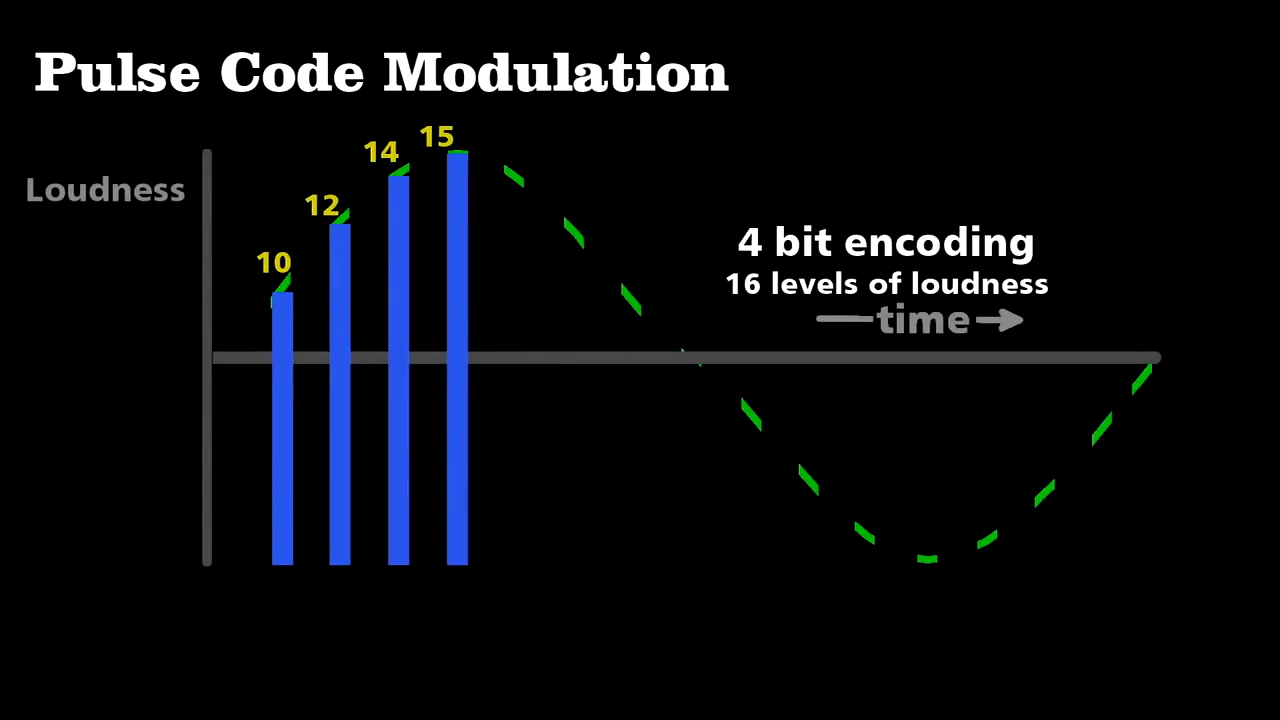 Pulse Code Modulation
15
14
Loudness
12
4 bit encoding
10
16 levels of loudness
time